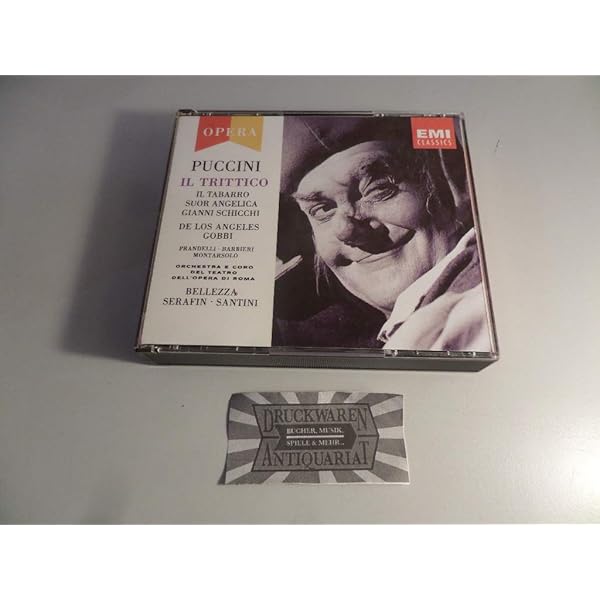 OPERA
PUCCINI
IL TRITTICO
IL TABARRO
SUOR ANGELICA
GIANNI SCHICCHI
DE LOS ANGELES
GOBBI
PRANDELLI · BARBIERI
MONTARSOLO
ORCHESTRA E CORO
DEL TEATRO
DELL'OPERA DI ROMA
BELLEZZA
SERAFIN · SANTINI
EMI
CLASSICS
DRUCKWAREN
BÜCHER, MUSIK,
SPIELE & MEHR...
ANTIQUARIAT